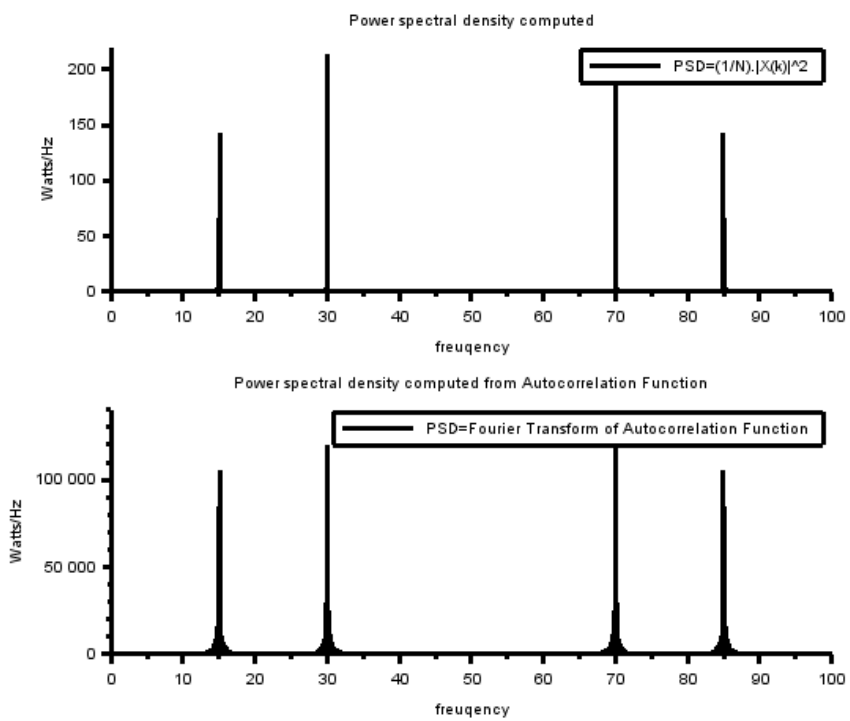 Power spectral density computed
PSD=(1/N).|X(k)|^2
Watts/Hz
200
150
100
50
0
0 10 20 30 40 50 60 70 80 90 100
freuqency
Power spectral density computed from Autocorrelation Function
PSD=Fourier Transform of Autocorrelation Function
Watts/Hz
100 000
50 000
0
0 10 20 30 40 50 60 70 80 90 100
freuqency